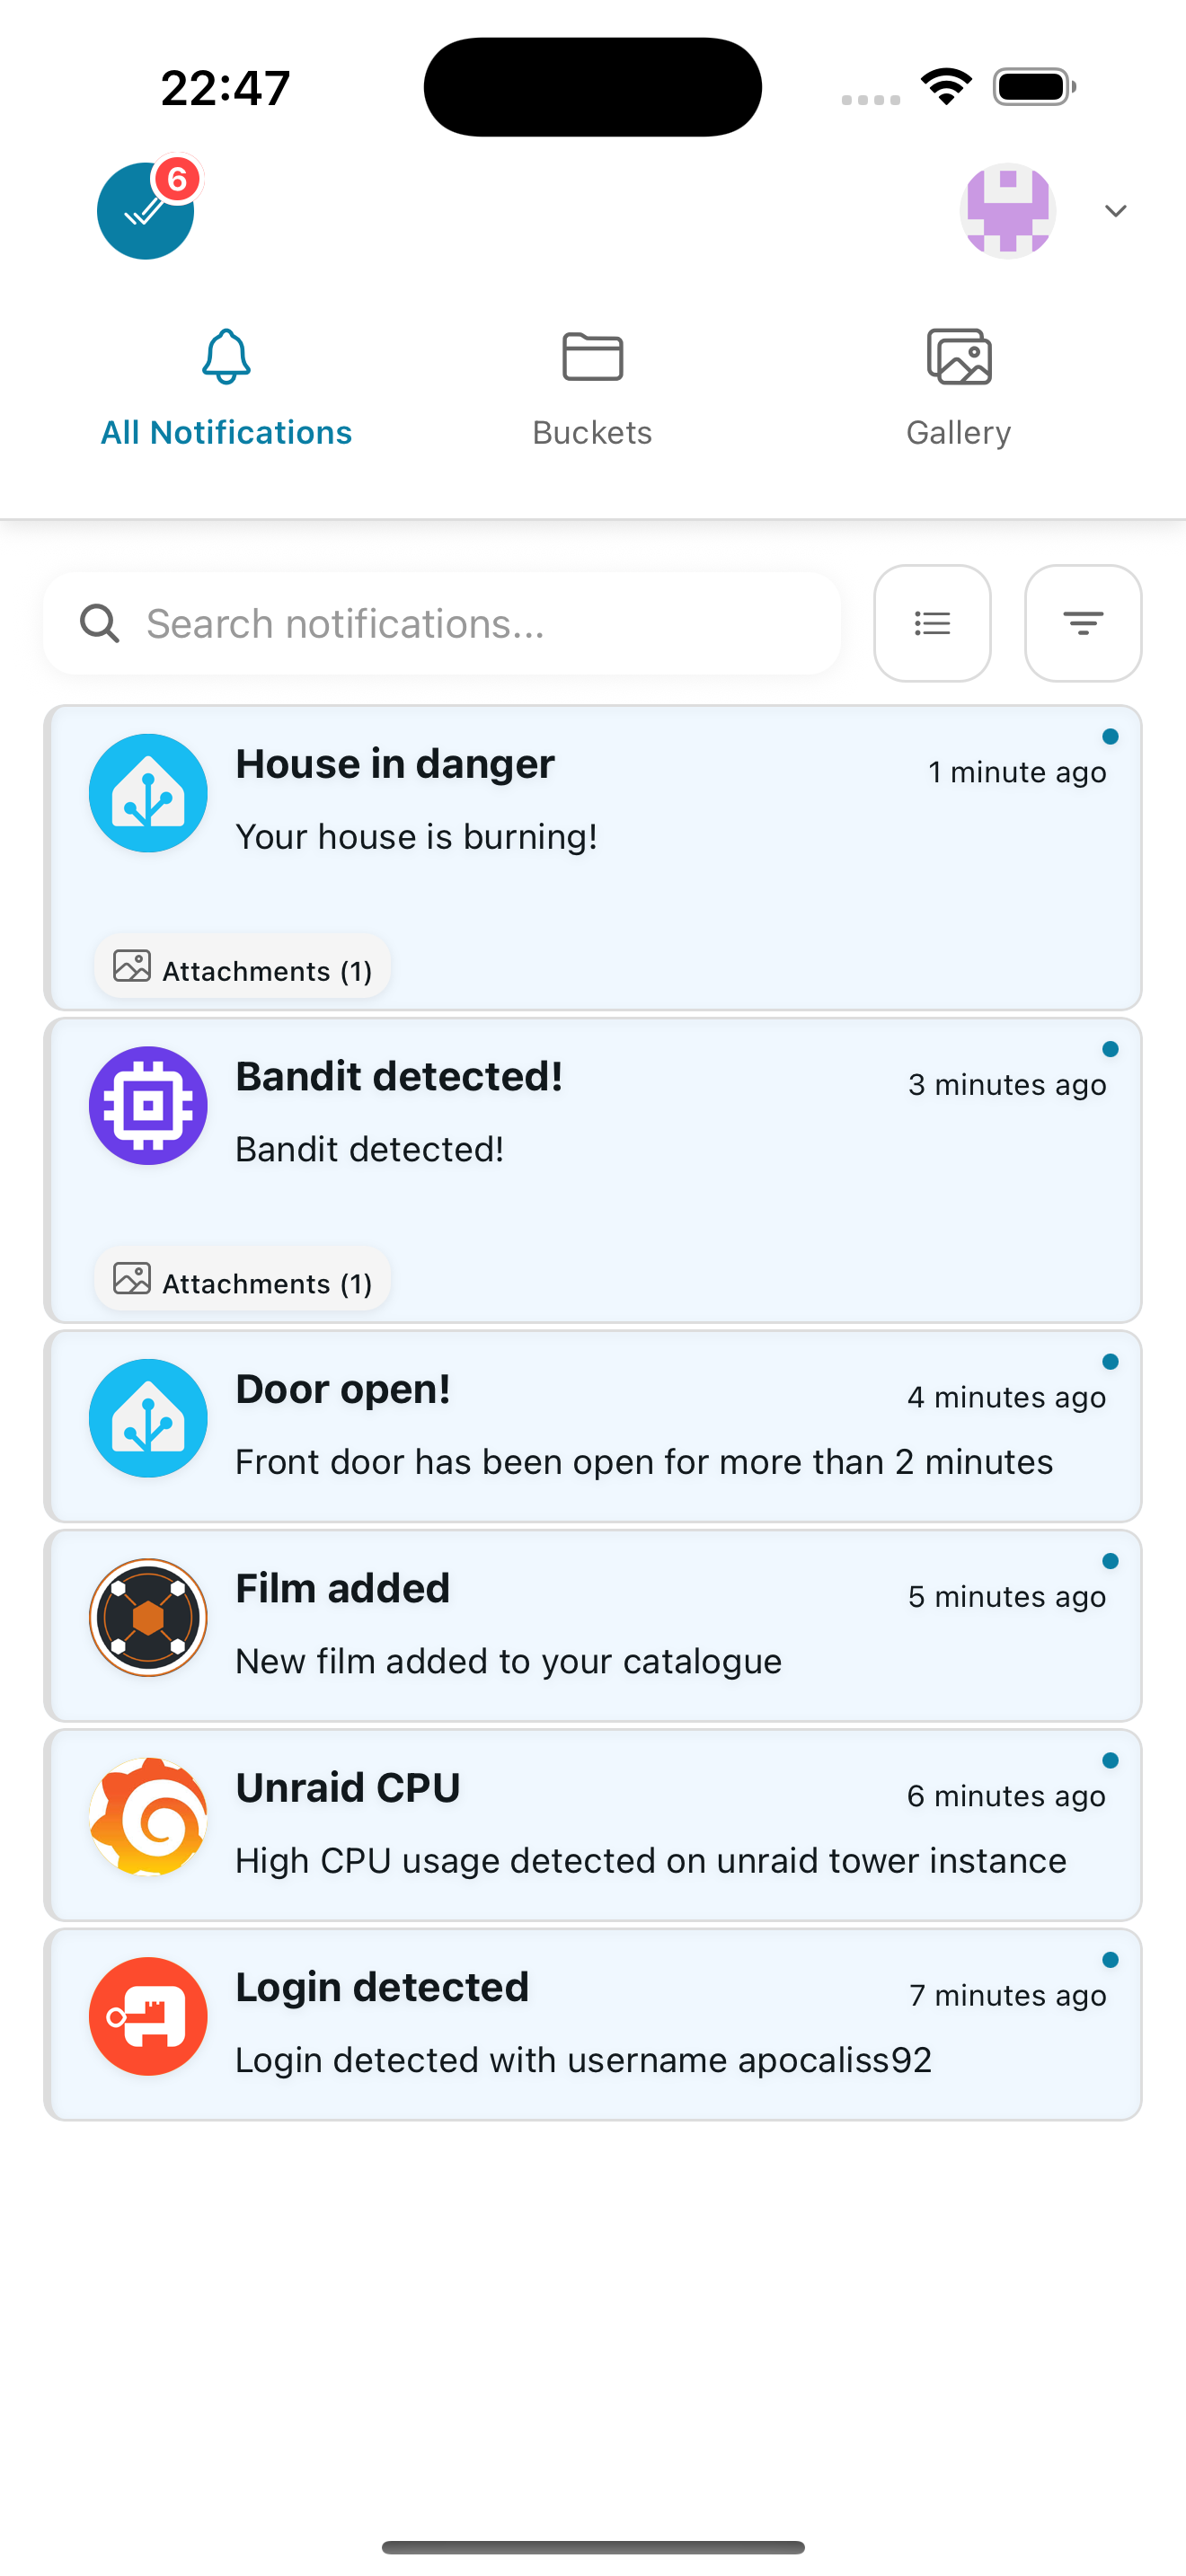 22:47
6
All Notifications
Buckets
Gallery
Search notifications...
House in danger
1 minute ago
Your house is burning!
Attachments (1)
Bandit detected!
3 minutes ago
Bandit detected!
Attachments (1)
Door open!
4 minutes ago
Front door has been open for more than 2 minutes
Film added
5 minutes ago
New film added to your catalogue
Unraid CPU
6 minutes ago
High CPU usage detected on unraid tower instance
Login detected
7 minutes ago
Login detected with username apocaliss92